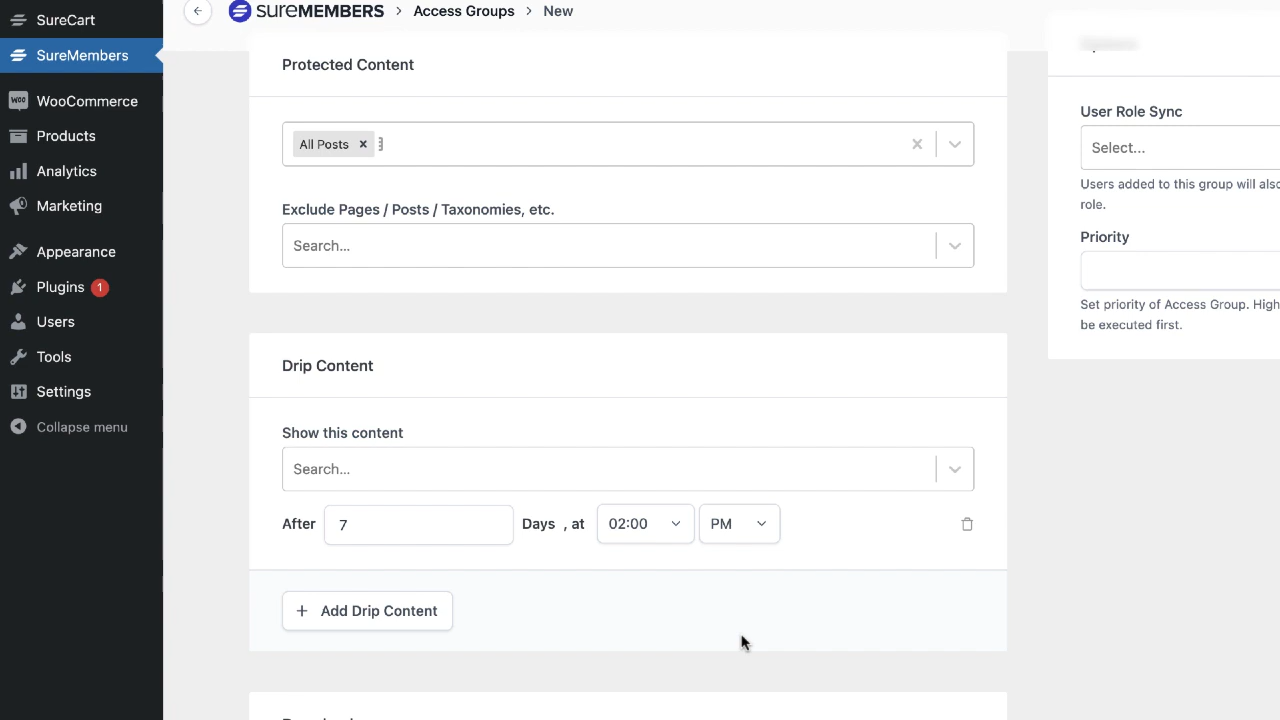 SureCart
SureMembers
WooCommerce
Products
Analytics
Marketing
Appearance
Plugins 1
Users
Tools
Settings
Collapse menu
SUREMEMBERS > Access Groups > New
Protected Content
All Posts
Exclude Pages / Posts / Taxonomies, etc.
Search...
Drip Content
Show this content
Search...
After 7 Days , at 02:00 PM
+ Add Drip Content
User Role Sync
Select...
Users added to this group will also
role.
Priority
Set priority of Access Group. High
be executed first.